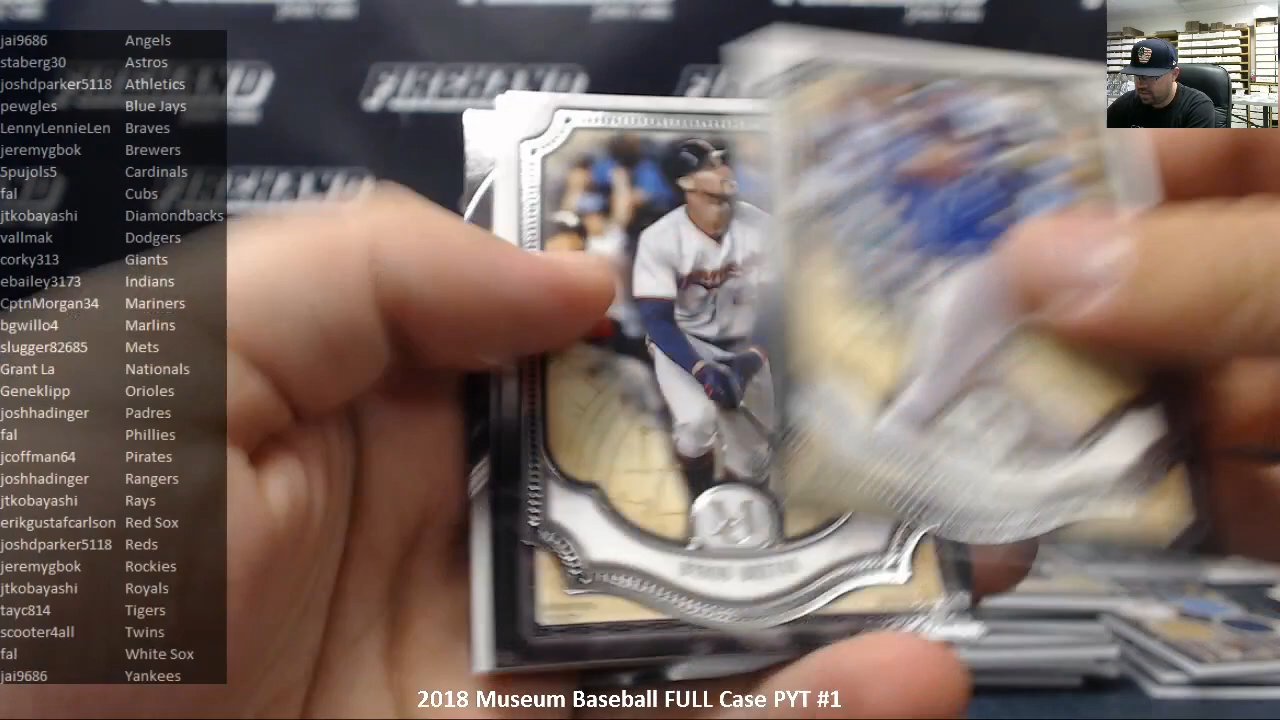 jai9686 Angels
staberg30 Astros
joshdparker5118 Athletics
pewgles Blue Jays
LennyLennieLen Braves
jeremygbok Brewers
5pujols5 Cardinals
fal Cubs
jtkobayashi Diamondbacks
vallmak Dodgers
corky313 Giants
ebailey3173 Indians
CptnMorgan34 Mariners
bgwillo4 Marlins
slugger82685 Mets
Grant La Nationals
Geneklipp Orioles
joshhadinger Padres
fal Phillies
jcoffman64 Pirates
joshhadinger Rangers
jtkobayashi Rays
erikgustafcarlson Red Sox
joshdparker5118 Reds
jeremygbok Rockies
jtkobayashi Royals
tayc814 Tigers
scooter4all Twins
fal White Sox
jai9686 Yankees
FIREHAND
2018 Museum Baseball FULL Case PYT #1